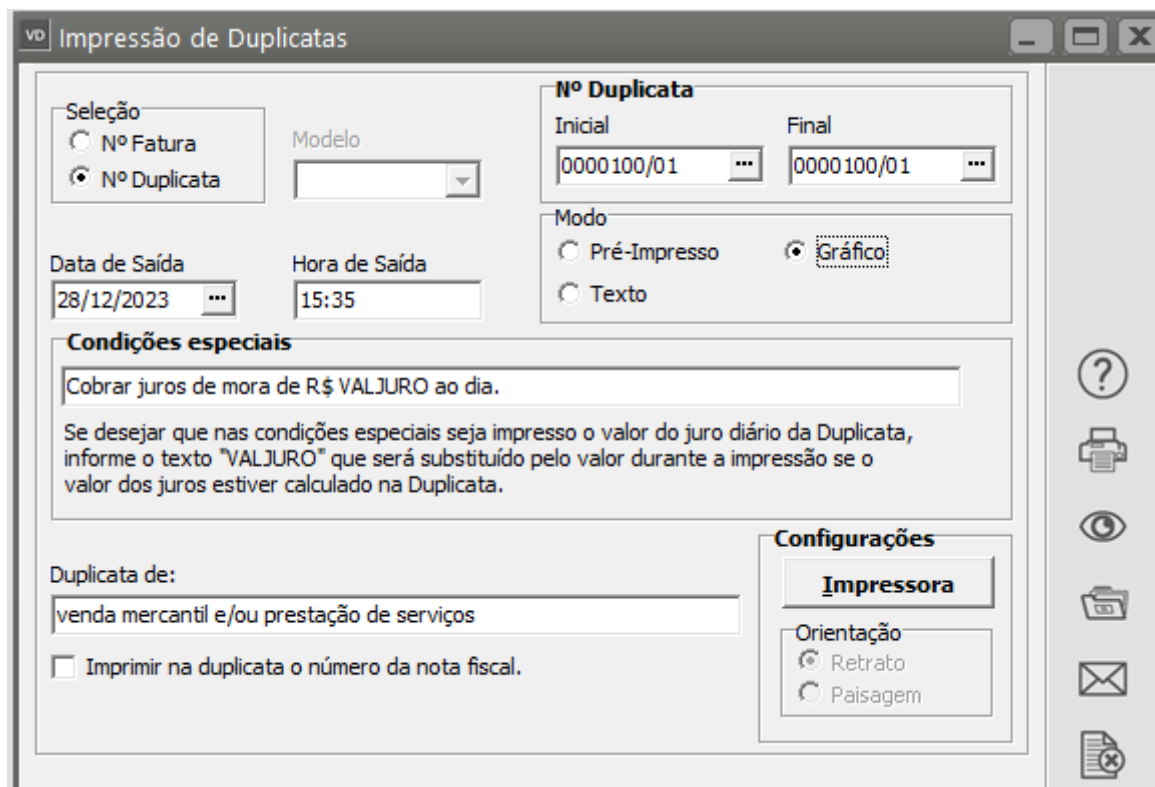 VD Impressão de Duplicatas
Seleção
Nº Fatura
Nº Duplicata
Modelo
Nº Duplicata
Inicial
Final
0000100/01
0000100/01
Modo
Pré-Impresso
Gráfico
Texto
Data de Saída
Hora de Saída
28/12/2023
15:35
Condições especiais
Cobrar juros de mora de R$ VALJURO ao dia.
Se desejar que nas condições especiais seja impresso o valor do juro diário da Duplicata,
informe o texto "VALJURO" que será substituído pelo valor durante a impressão se o
valor dos juros estiver calculado na Duplicata.
Duplicata de:
venda mercantil e/ou prestação de serviços
Imprimir na duplicata o número da nota fiscal.
Configurações
Impressora
Orientação
Retrato
Paisagem